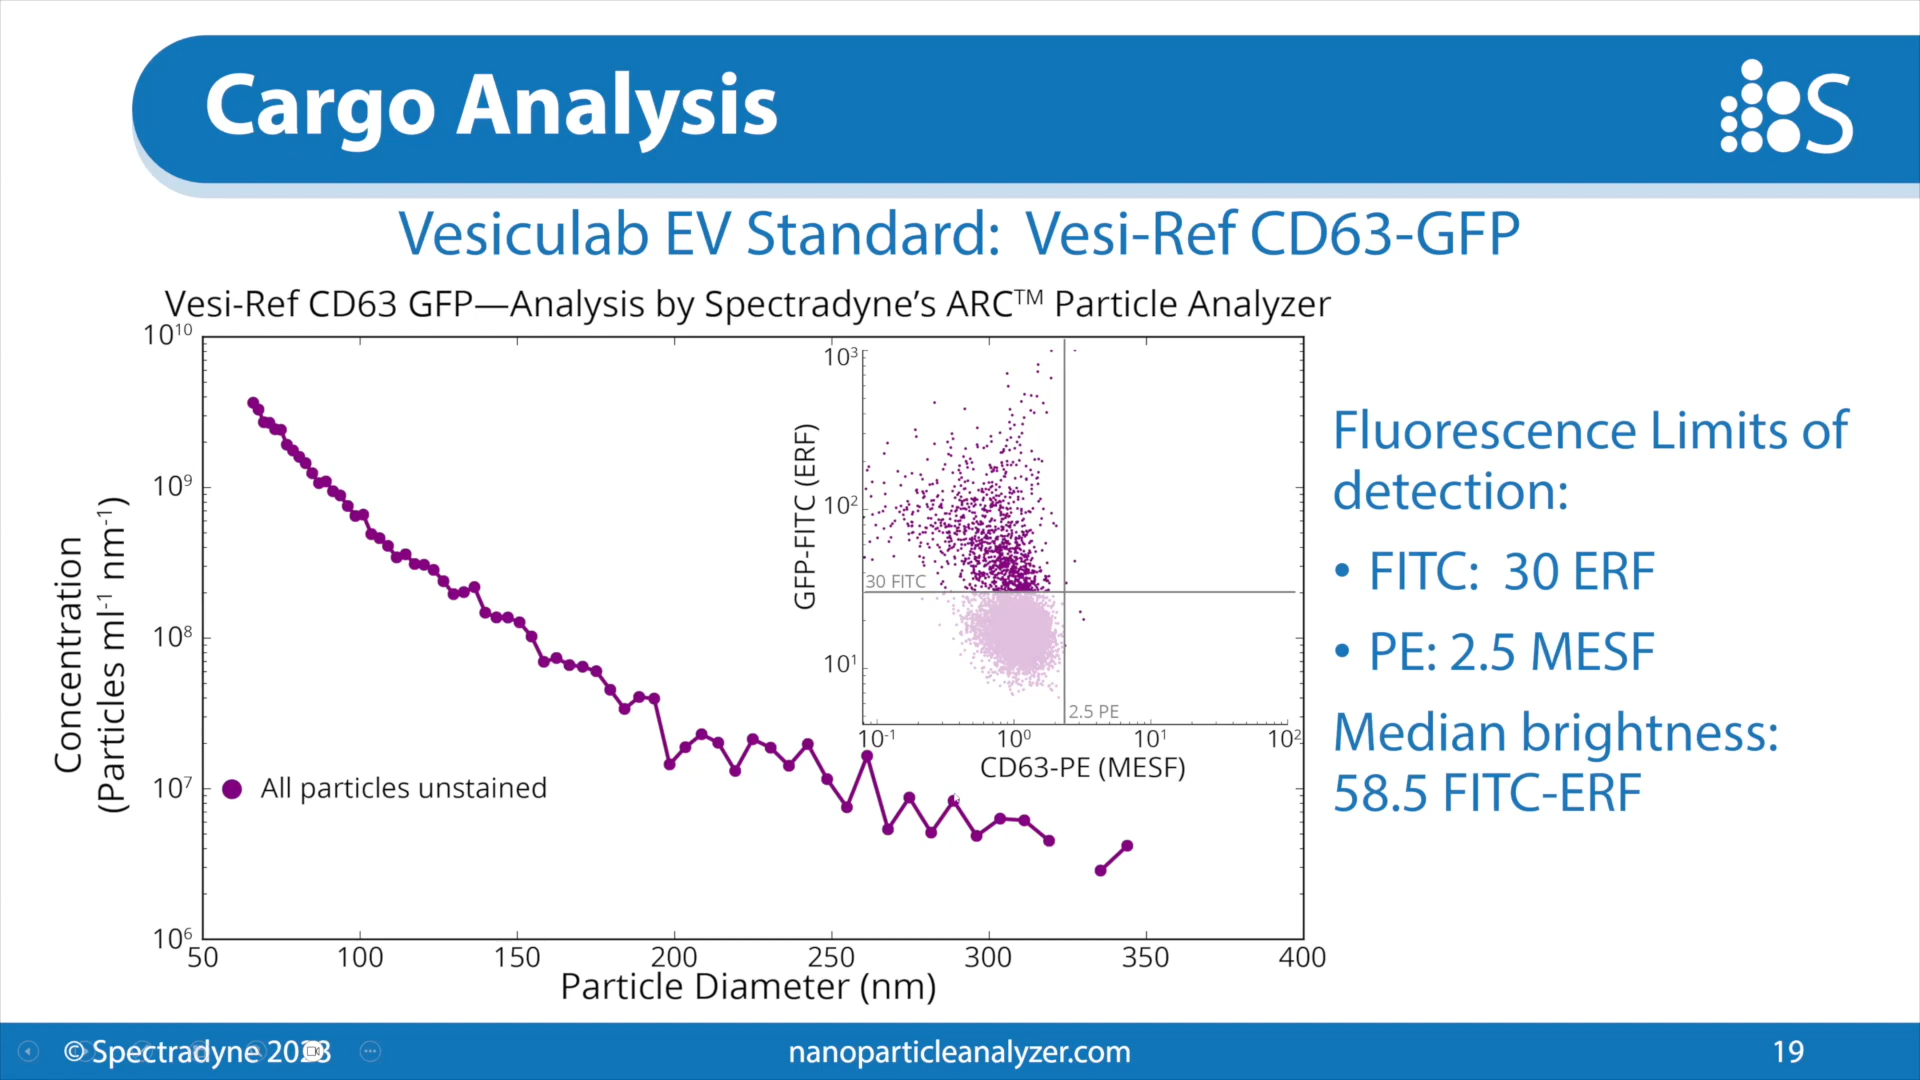 Cargo Analysis
S
Vesiculab EV Standard: Vesi-Ref CD63-GFP
Vesi-Ref CD63 GFP—Analysis by Spectradyne’s ARC™ Particle Analyzer
10¹⁰
10⁹
10⁸
10⁷
10⁶
Concentration
(Particles ml⁻¹ nm⁻¹)
50 100 150 200 250 300 350 400
Particle Diameter (nm)
All particles unstained
10³
10²
10¹
GFP-FITC (ERF)
30 FITC
2.5 PE
10⁻¹ 10⁰ 10¹ 10²
CD63-PE (MESF)
Fluorescence Limits of
detection:
• FITC: 30 ERF
• PE: 2.5 MESF
Median brightness:
58.5 FITC-ERF
© Spectradyne 2023
nanoparticleanalyzer.com
19